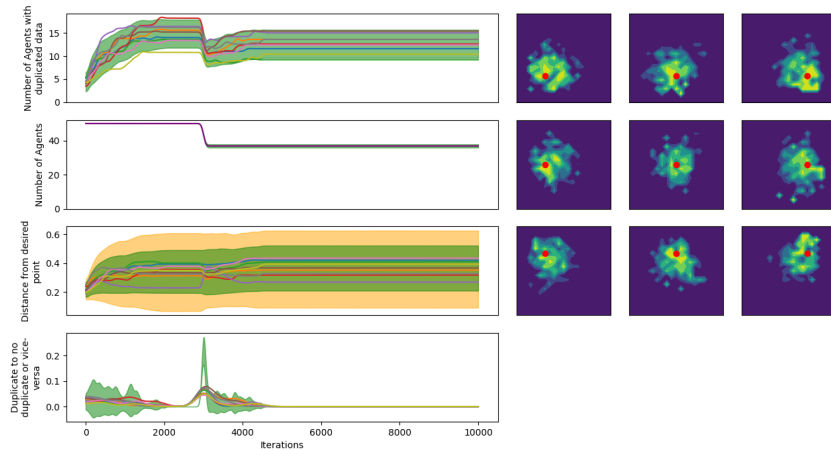 Number of Agents with
duplicated data
15
10
5
0
Number of Agents
40
20
0
Distance from desired
point
0.6
0.4
0.2
Duplicate to no
duplicate or vice-
versa
0.2
0.1
0.0
0
2000
4000
6000
8000
10000
Iterations